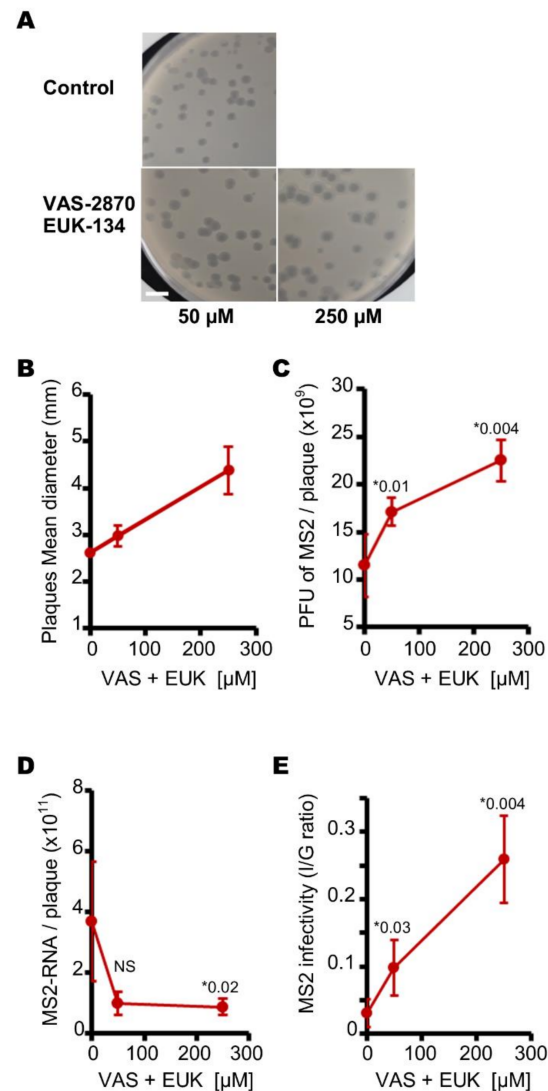 A
Control
VAS-2870
EUK-134
50 µM
250 µM
B
Plaques Mean diameter (mm)
6
5
4
3
2
1
0
100
200
300
VAS + EUK [µM]
C
PFU of MS2 / plaque (x10⁹)
30
25
20
15
10
5
*0.01
*0.004
0
100
200
300
VAS + EUK [µM]
D
MS2-RNA / plaque (x10¹¹)
8
6
4
2
0
NS
*0.02
0
100
200
300
VAS + EUK [µM]
E
MS2 infectivity (I/G ratio)
0.3
0.2
0.1
0
*0.03
*0.004
0
100
200
300
VAS + EUK [µM]